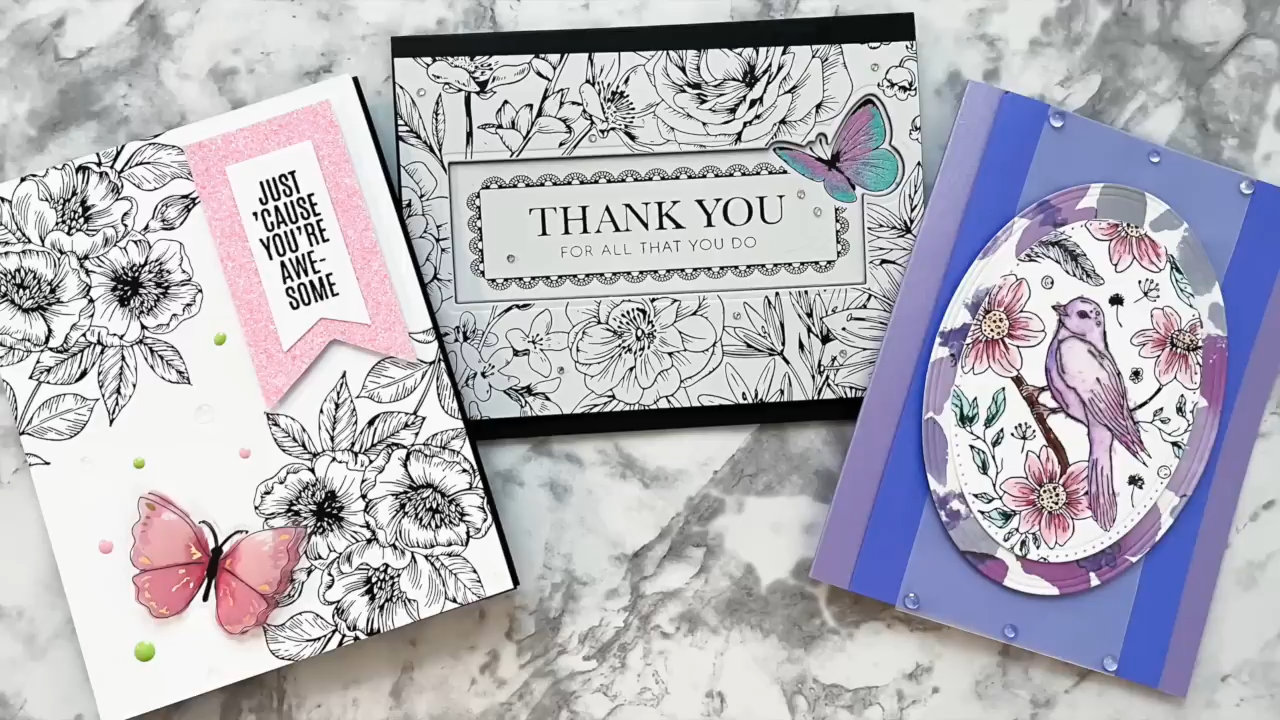 JUST
'CAUSE
YOU'RE
AWE-
SOME
THANK YOU
FOR ALL THAT YOU DO